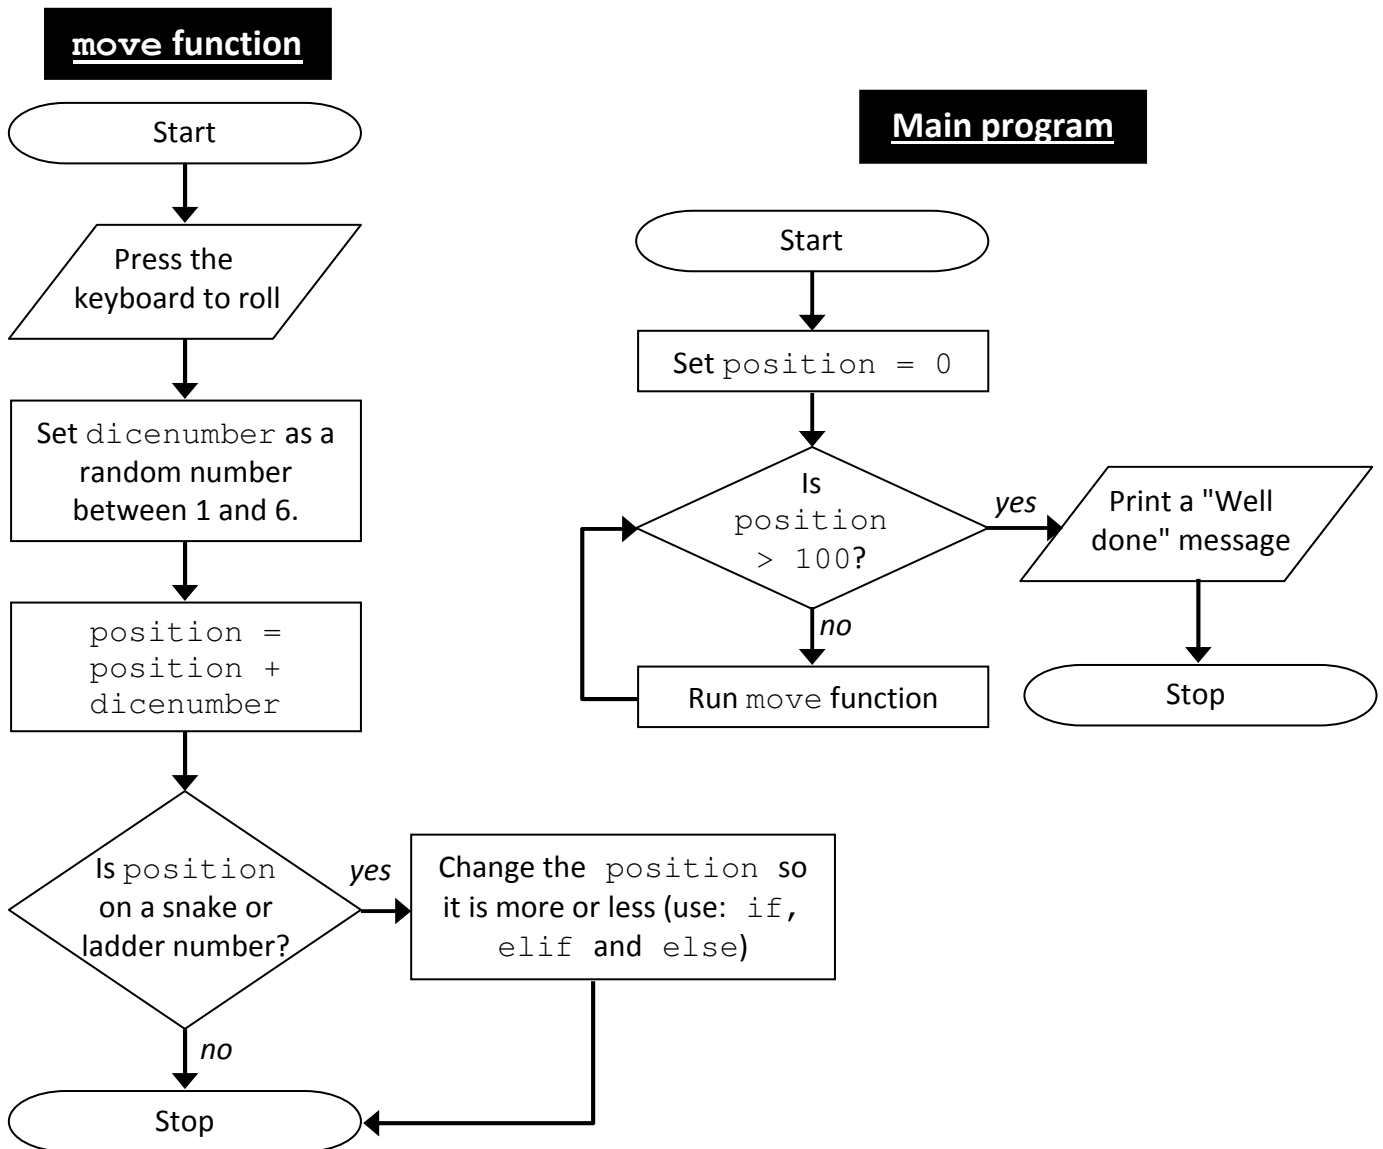 move function
Start
Press the
keyboard to roll
Set dicenumber as a
random number
between 1 and 6.
position =
position +
dicenumber
Is position
on a snake or
ladder number?
yes
Change the position so
it is more or less (use: if,
elif and else)
no
Stop
Main program
Start
Set position = 0
Is
position
> 100?
yes
Print a "Well
done" message
no
Run move function
Stop